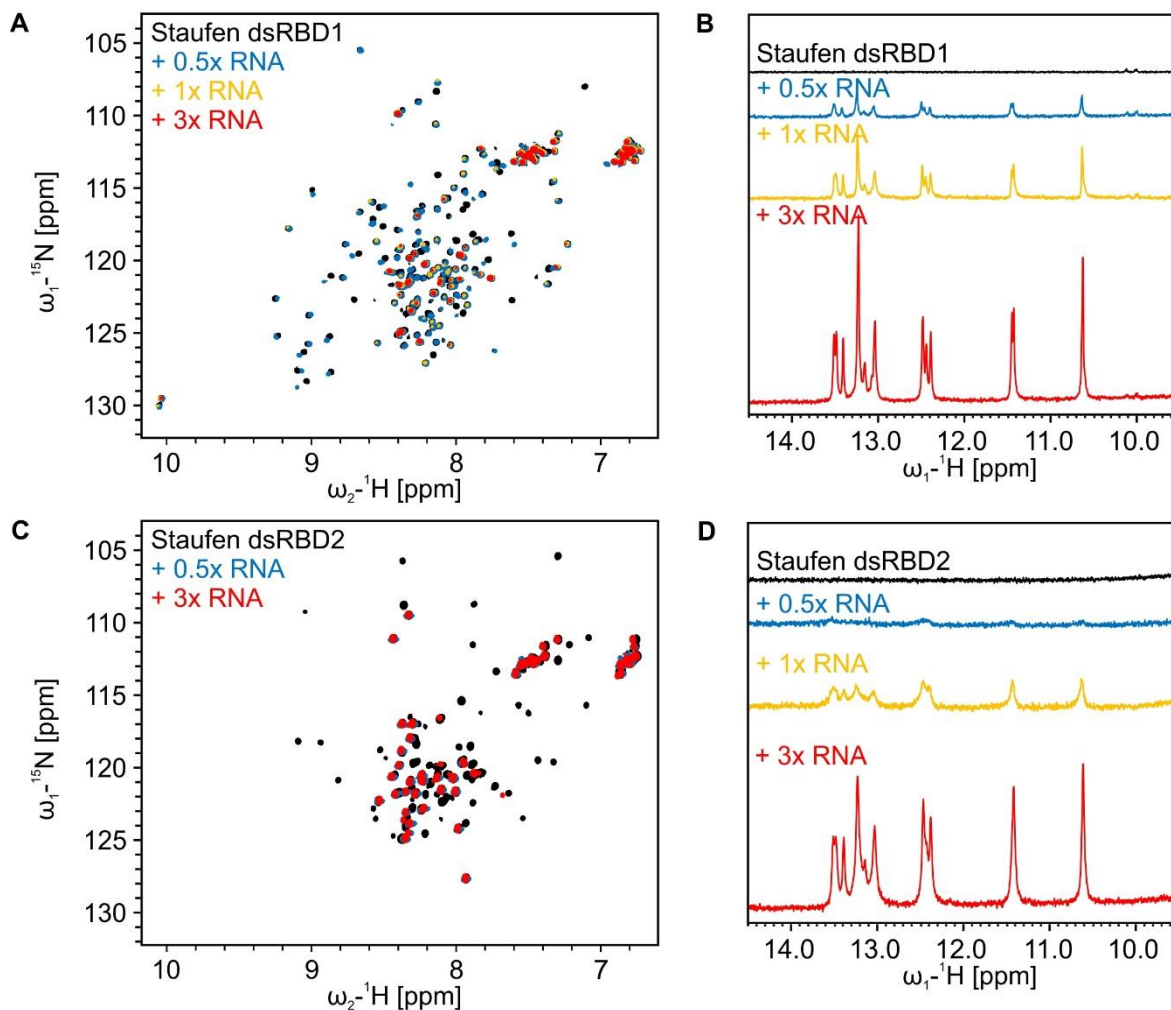 A
Staufen dsRBD1
+ 0.5x RNA
+ 1x RNA
+ 3x RNA
105
110
115
120
125
130
ω₁-¹⁵N [ppm]
10
9
8
7
ω₂-¹H [ppm]
B
Staufen dsRBD1
+ 0.5x RNA
+ 1x RNA
+ 3x RNA
14.0
13.0
12.0
11.0
10.0
ω₁-¹H [ppm]
C
Staufen dsRBD2
+ 0.5x RNA
+ 3x RNA
105
110
115
120
125
130
ω₁-¹⁵N [ppm]
10
9
8
7
ω₂-¹H [ppm]
D
Staufen dsRBD2
+ 0.5x RNA
+ 1x RNA
+ 3x RNA
14.0
13.0
12.0
11.0
10.0
ω₁-¹H [ppm]